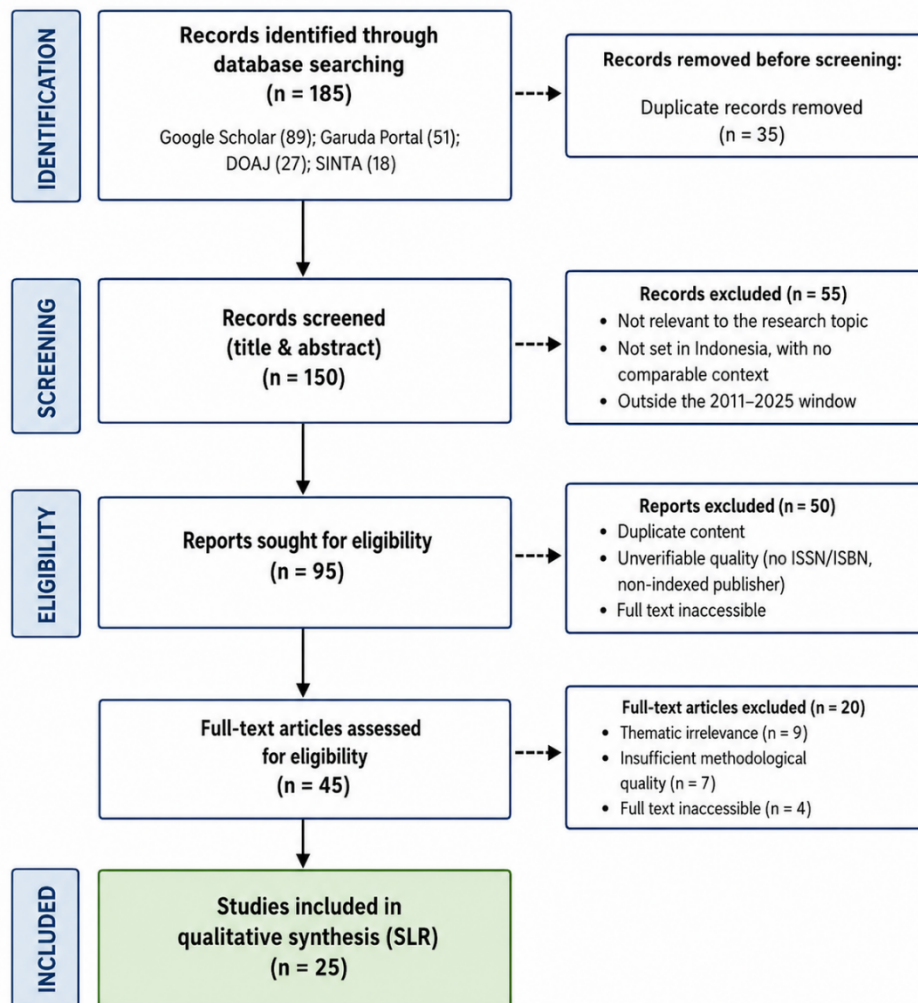 IDENTIFICATION
Records identified through
database searching
(n = 185)
Google Scholar (89); Garuda Portal (51);
DOAJ (27); SINTA (18)
Records removed before screening:
Duplicate records removed
(n = 35)
SCREENING
Records screened
(title & abstract)
(n = 150)
Records excluded (n = 55)
• Not relevant to the research topic
• Not set in Indonesia, with no
comparable context
• Outside the 2011–2025 window
ELIGIBILITY
Reports sought for eligibility
(n = 95)
Reports excluded (n = 50)
• Duplicate content
• Unverifiable quality (no ISSN/ISBN,
non-indexed publisher)
• Full text inaccessible
Full-text articles assessed
for eligibility
(n = 45)
Full-text articles excluded (n = 20)
• Thematic irrelevance (n = 9)
• Insufficient methodological
quality (n = 7)
• Full text inaccessible (n = 4)
INCLUDED
Studies included in
qualitative synthesis (SLR)
(n = 25)